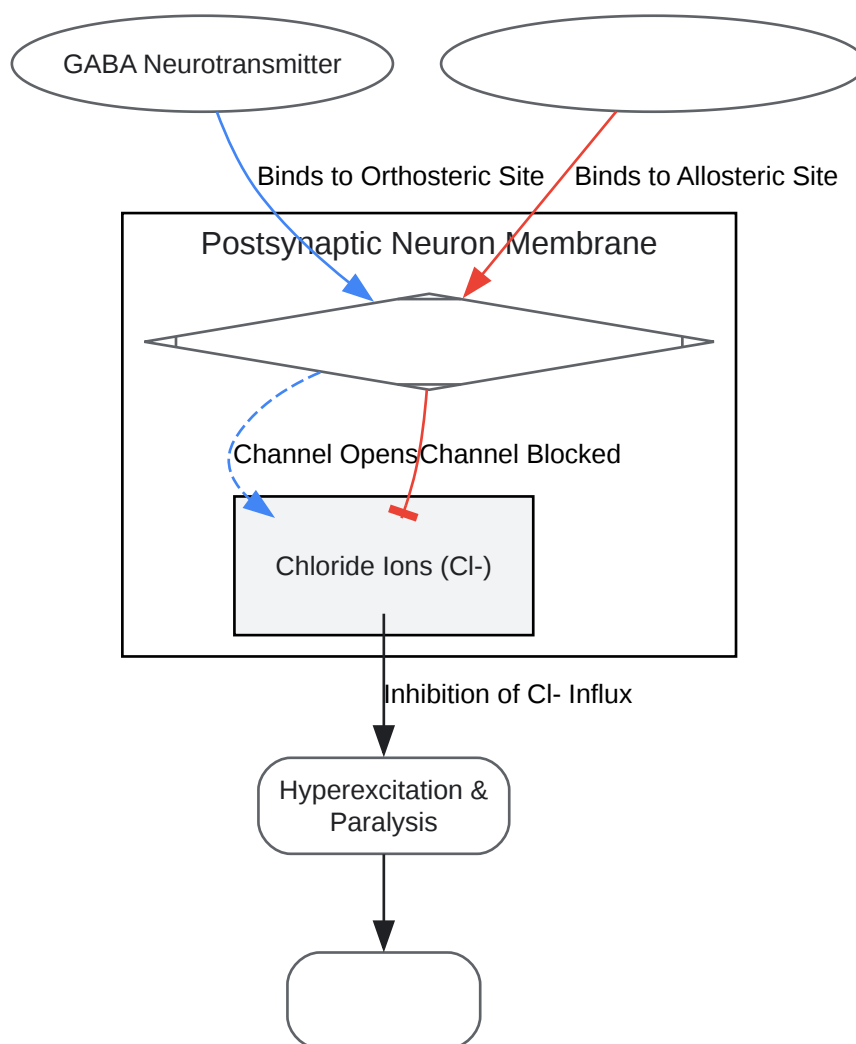 GABA Neurotransmitter
Binds to Orthosteric Site
Binds to Allosteric Site
Postsynaptic Neuron Membrane
Channel Opens
Channel Blocked
Chloride Ions (Cl-)
Inhibition of Cl- Influx
Hyperexcitation &
Paralysis